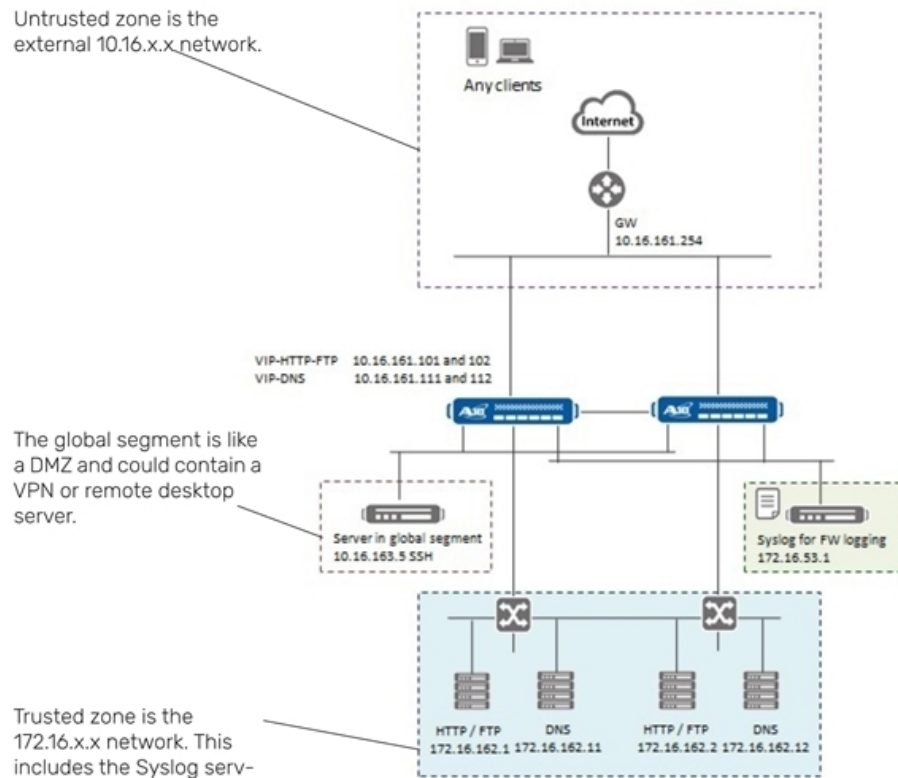 Untrusted zone is the
external 10.16.x.x network.
Any clients
Internet
GW
10.16.161.254
VIP-HTTP-FTP 10.16.161.101 and 102
VIP-DNS 10.16.161.111 and 112
A10
A10
The global segment is like
a DMZ and could contain a
VPN or remote desktop
server.
Server in global segment
10.16.163.5 SSH
Syslog for FW logging
172.16.53.1
Trusted zone is the
172.16.x.x network. This
includes the Syslog serv-
HTTP / FTP
172.16.162.1
DNS
172.16.162.11
HTTP / FTP
172.16.162.2
DNS
172.16.162.12